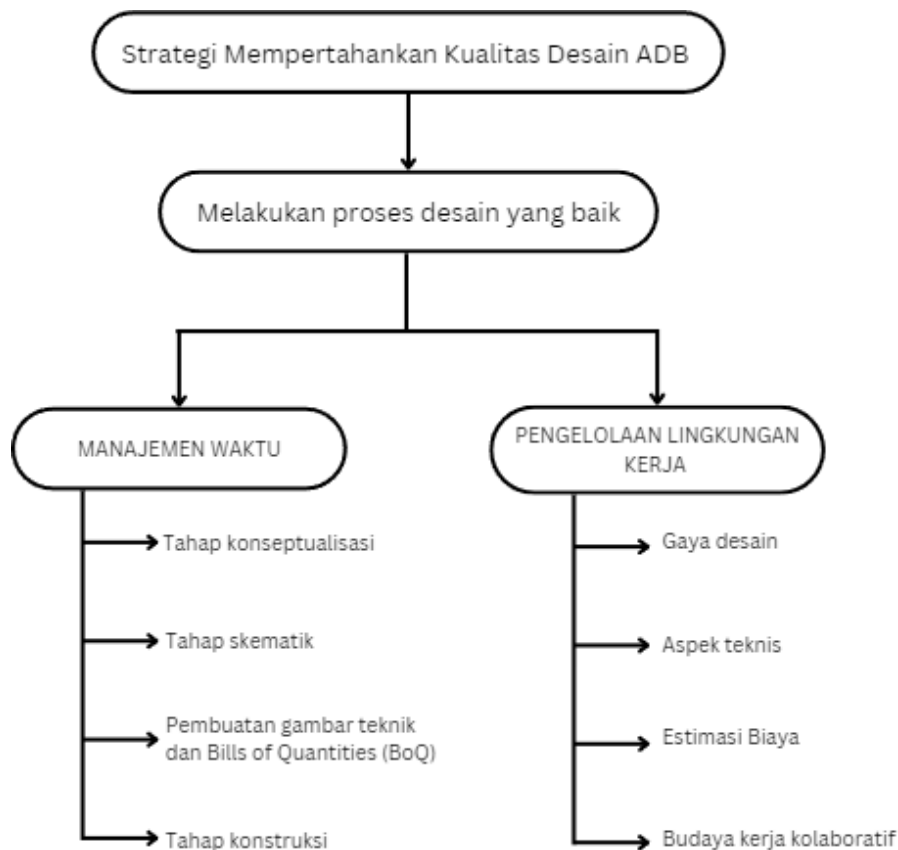 Strategi Mempertahankan Kualitas Desain ADB
Melakukan proses desain yang baik
MANAJEMEN WAKTU
Tahap konseptualisasi
Tahap skematik
Pembuatan gambar teknik
dan Bills of Quantities (BoQ)
Tahap konstruksi
PENGELOLAAN LINGKUNGAN
KERJA
Gaya desain
Aspek teknis
Estimasi Biaya
Budaya kerja kolaboratif